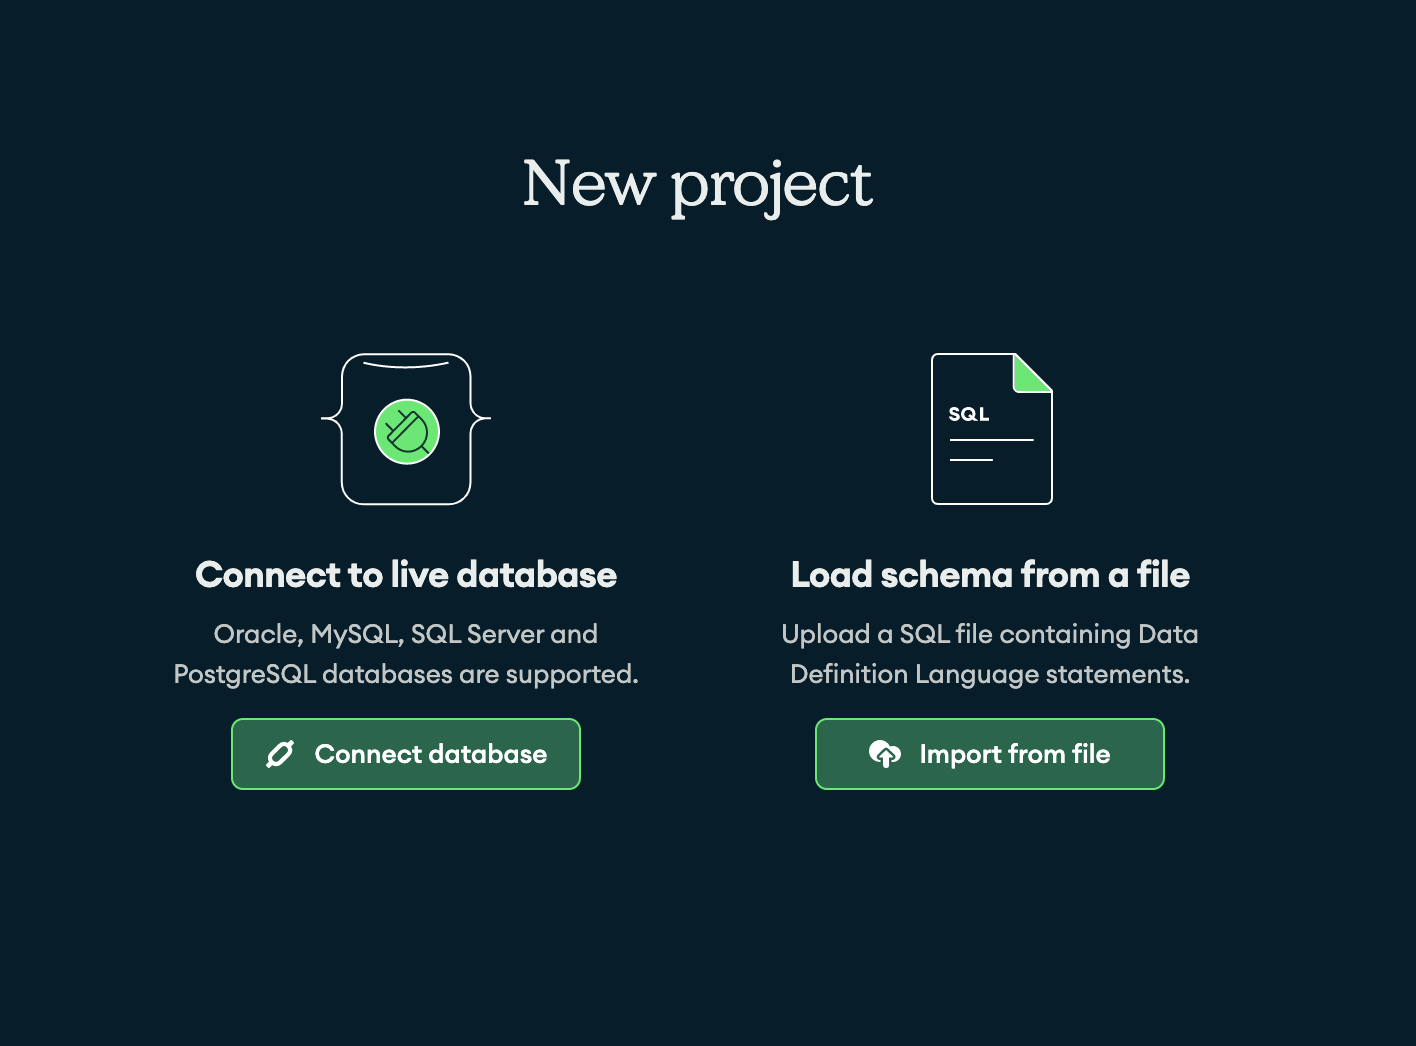 New project
SQL
Connect to live database
Oracle, MySQL, SQL Server and
PostgreSQL databases are supported.
Connect database
Load schema from a file
Upload a SQL file containing Data
Definition Language statements.
Import from file